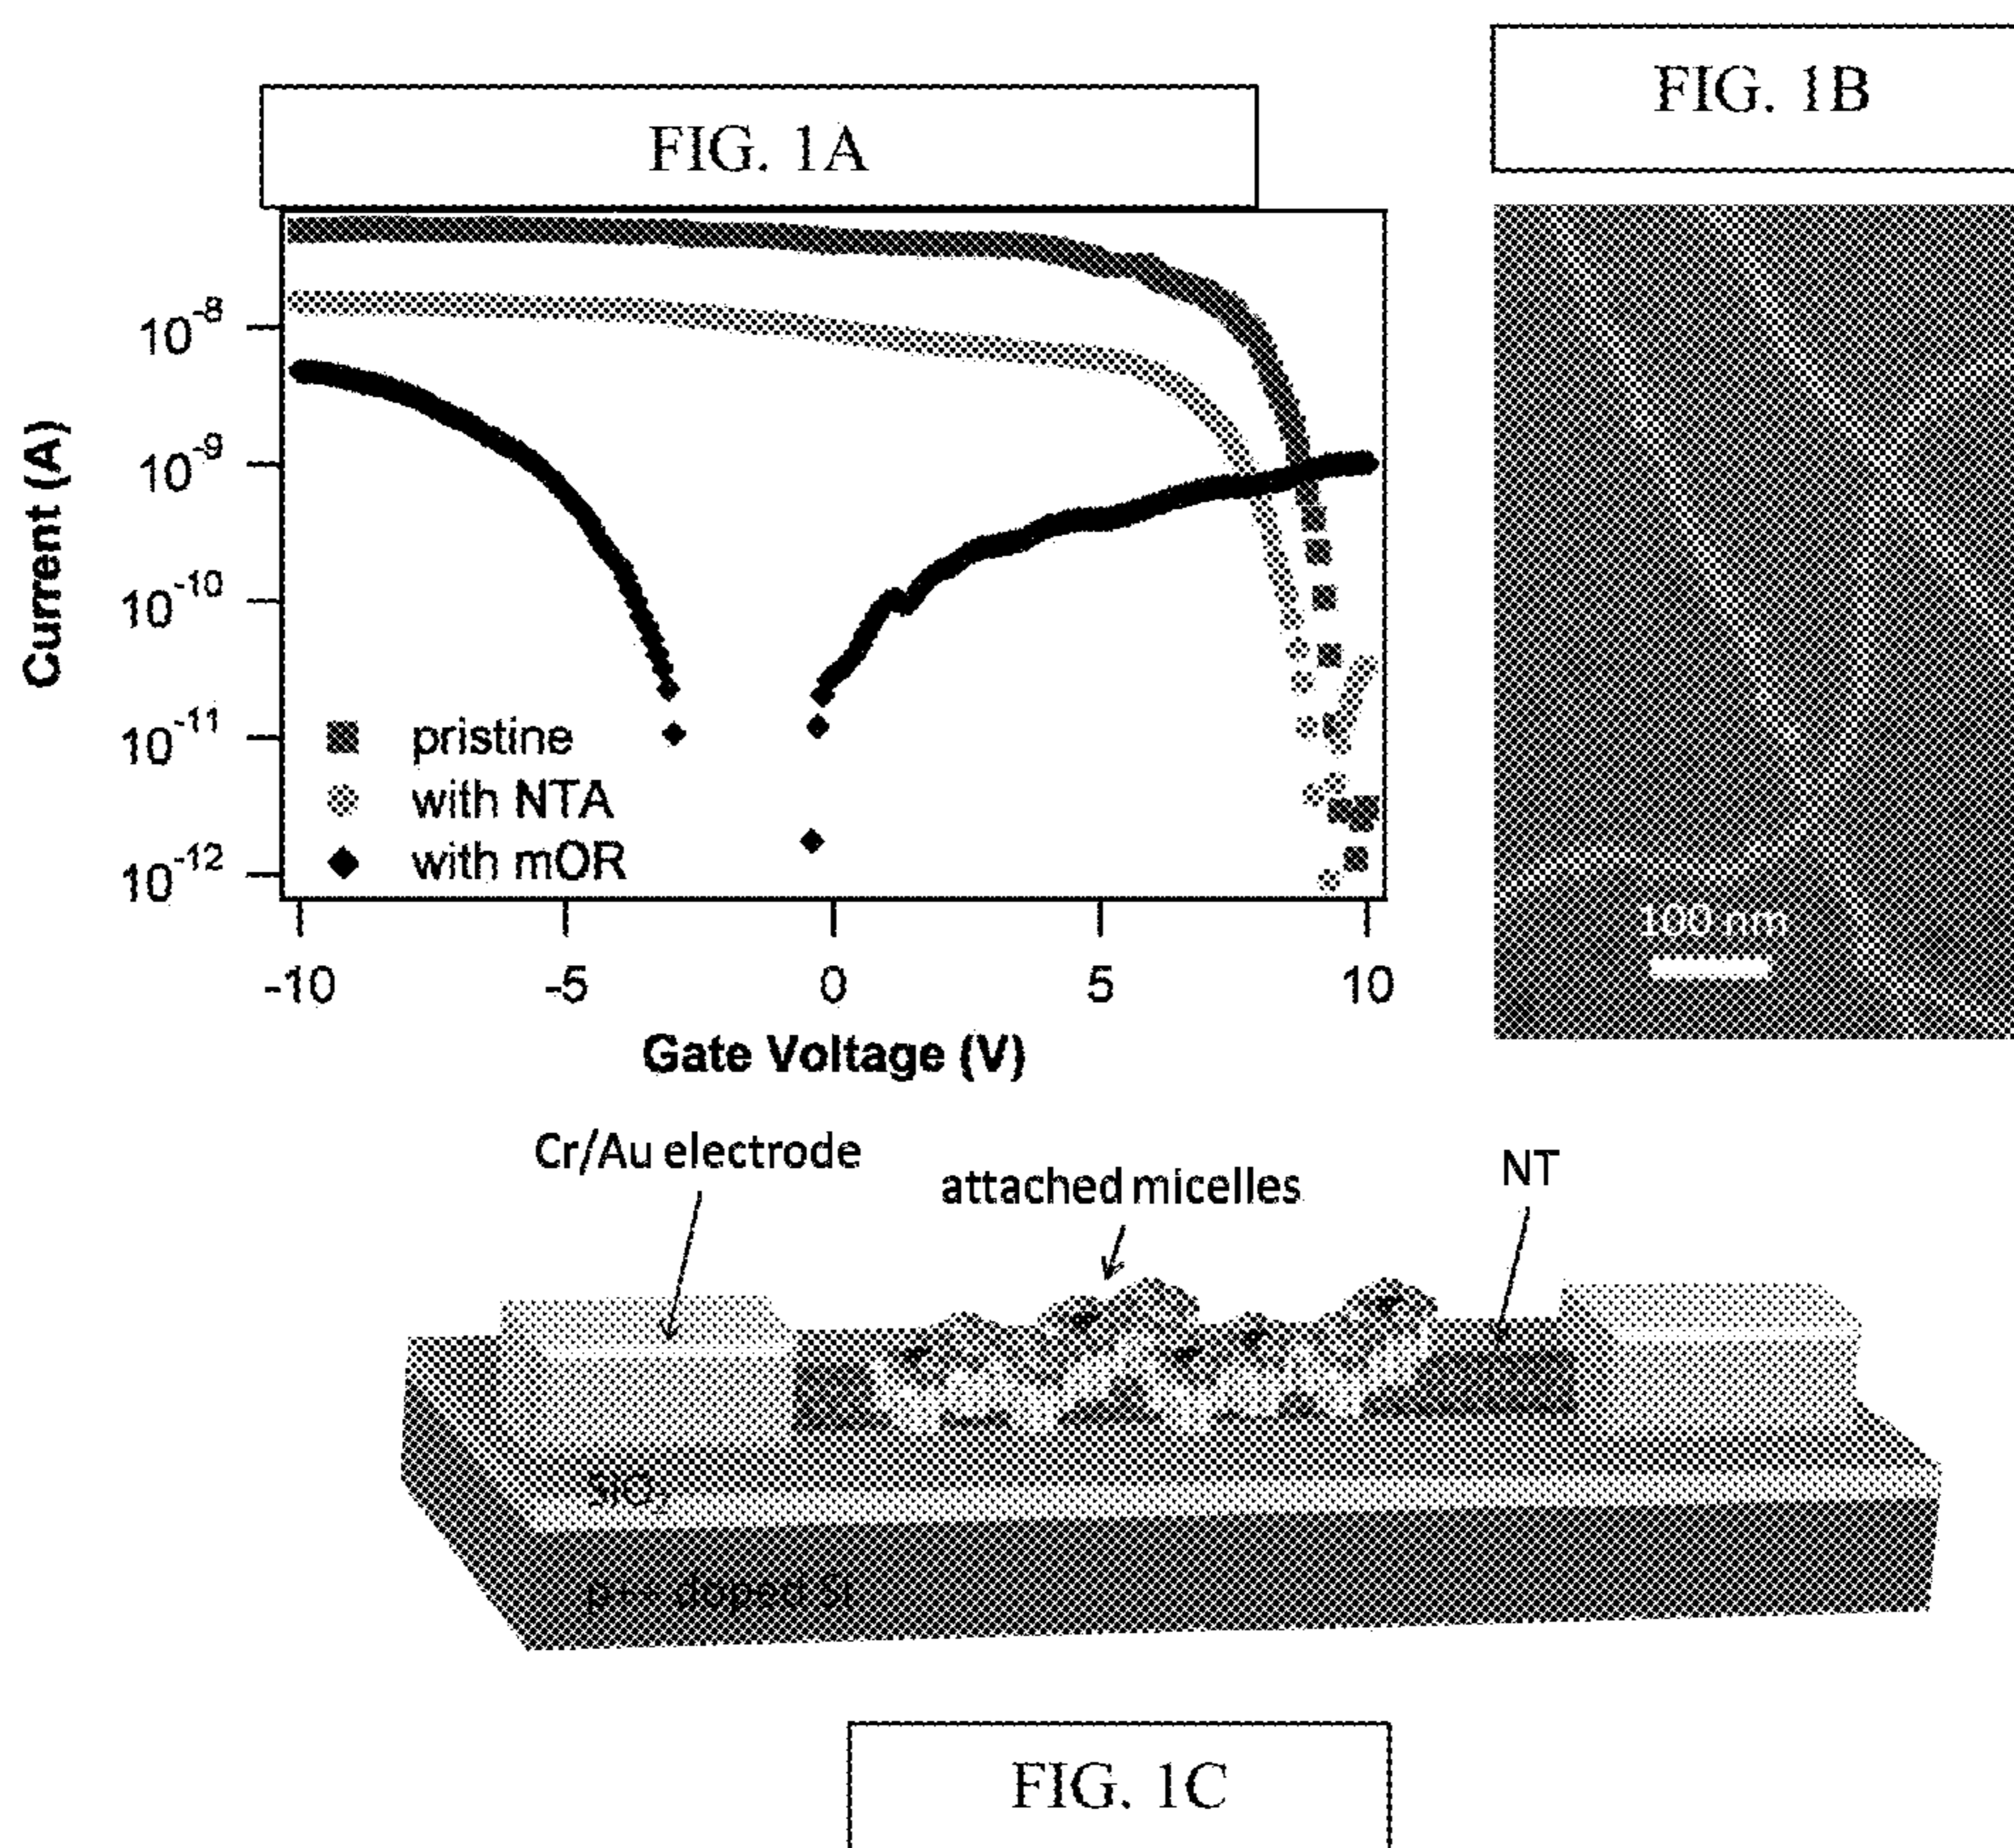 FIG. 1A
FIG. 1B
10⁻⁸
10⁻⁹
10⁻¹⁰
10⁻¹¹
10⁻¹²
Current (A)
pristine
with NTA
with mOR
-10 -5 0 5 10
Gate Voltage (V)
100 nm
Cr/Au electrode
attached micelles
NT
SiO₂
p++ doped Si
FIG. 1C